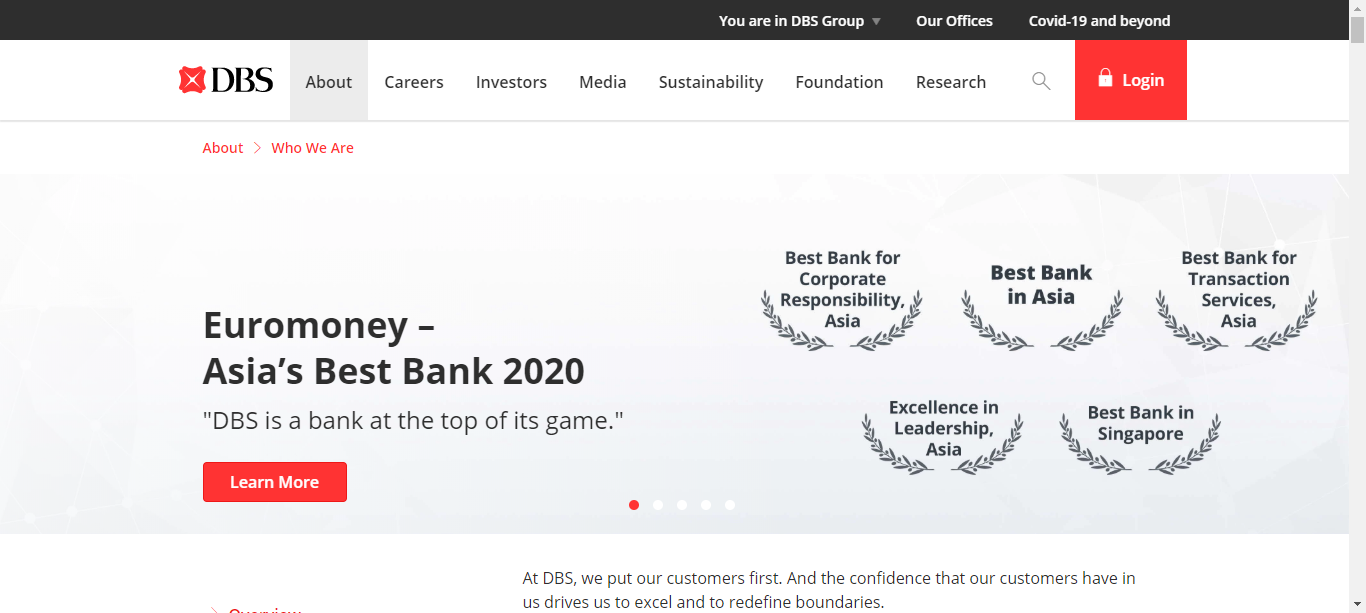 You are in DBS Group
Our Offices
Covid-19 and beyond
DBS
About
Careers
Investors
Media
Sustainability
Foundation
Research
Login
About
Who We Are
Euromoney –
Asia’s Best Bank 2020
"DBS is a bank at the top of its game."
Learn More
Best Bank for
Corporate
Responsibility,
Asia
Best Bank
in Asia
Best Bank for
Transaction
Services,
Asia
Excellence in
Leadership,
Asia
Best Bank in
Singapore
At DBS, we put our customers first. And the confidence that our customers have in
us drives us to excel and to redefine boundaries.
Overview